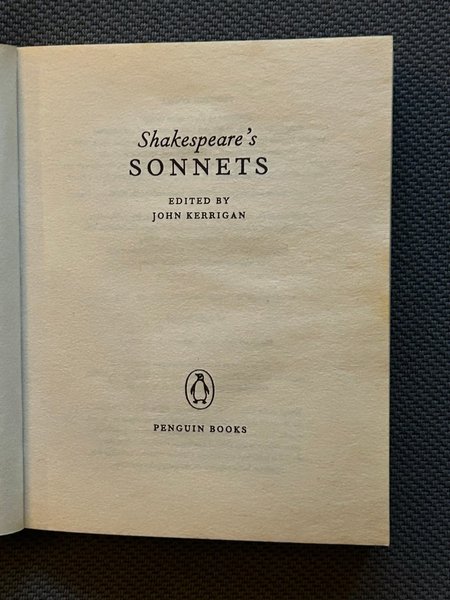 Shakespeare's
SONNETS
EDITED BY
JOHN KERRIGAN
PENGUIN BOOKS